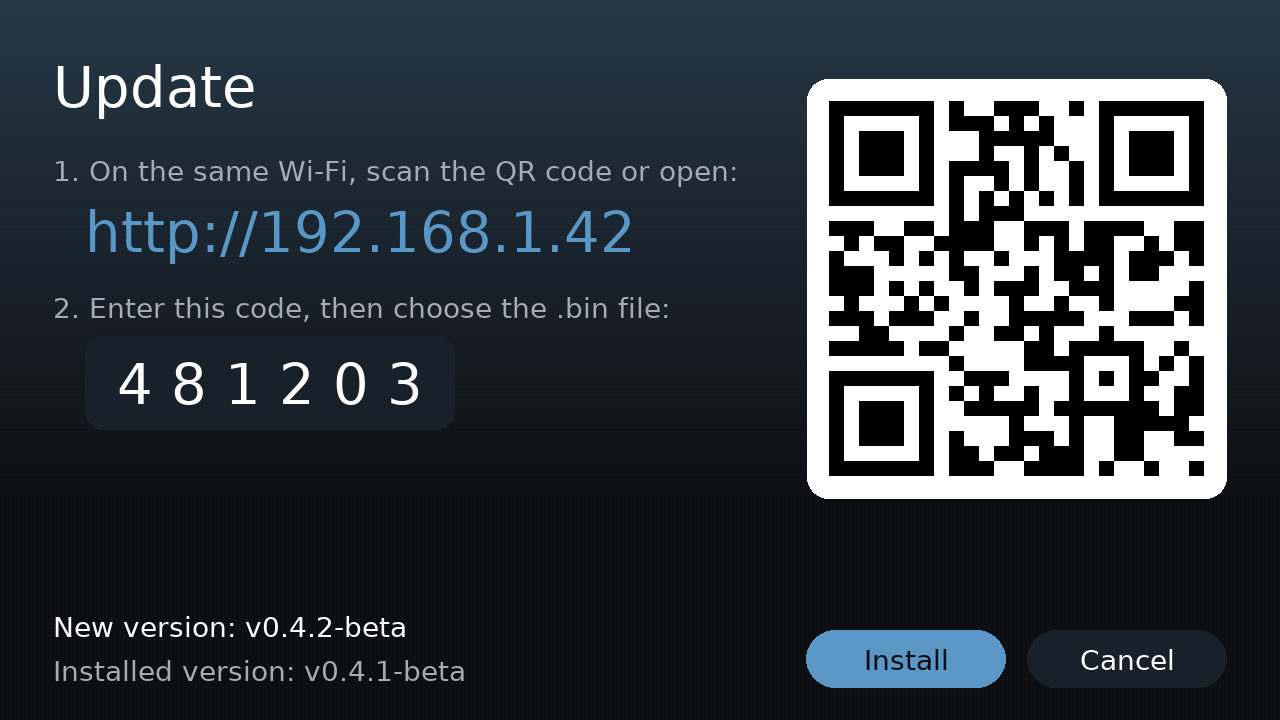 Update
1. On the same Wi-Fi, scan the QR code or open:
http://192.168.1.42
2. Enter this code, then choose the .bin file:
4 8 1 2 0 3
New version: v0.4.2-beta
Installed version: v0.4.1-beta
Install
Cancel